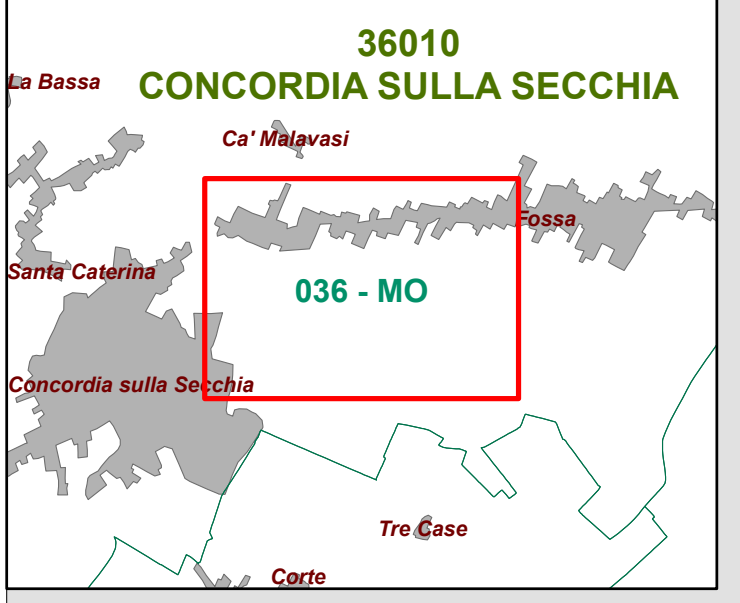 36010
CONCORDIA SULLA SECCHIA
La Bassa
Ca' Malavasi
Fossa
Santa Caterina
036 - MO
Concordia sulla Secchia
Tre Case
Corte